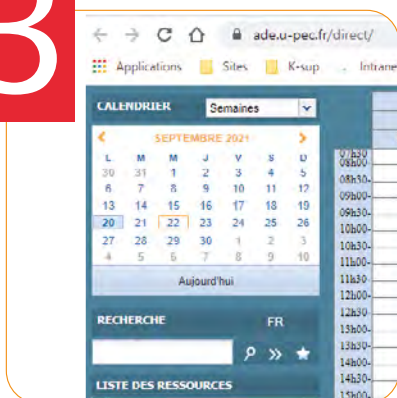 3
ade.u-pec.fr/direct/
Applications Sites K-sup Intrane
CALENDRIER Semaines
SEPTEMBRE 2021
L M M J V S D
30 31 1 2 3 4 5
6 7 8 9 10 11 12
13 14 15 16 17 18 19
20 21 22 23 24 25 26
27 28 29 30 1 2 3
4 5 6 7 8 9 10
Aujourd'hui
RECHERCHE FR
LISTE DES RESSOURCES
07h30
08h00
08h30
09h00
09h30
10h00
10h30
11h00
11h30
12h00
12h30
13h00
13h30
14h00
14h30
15h00